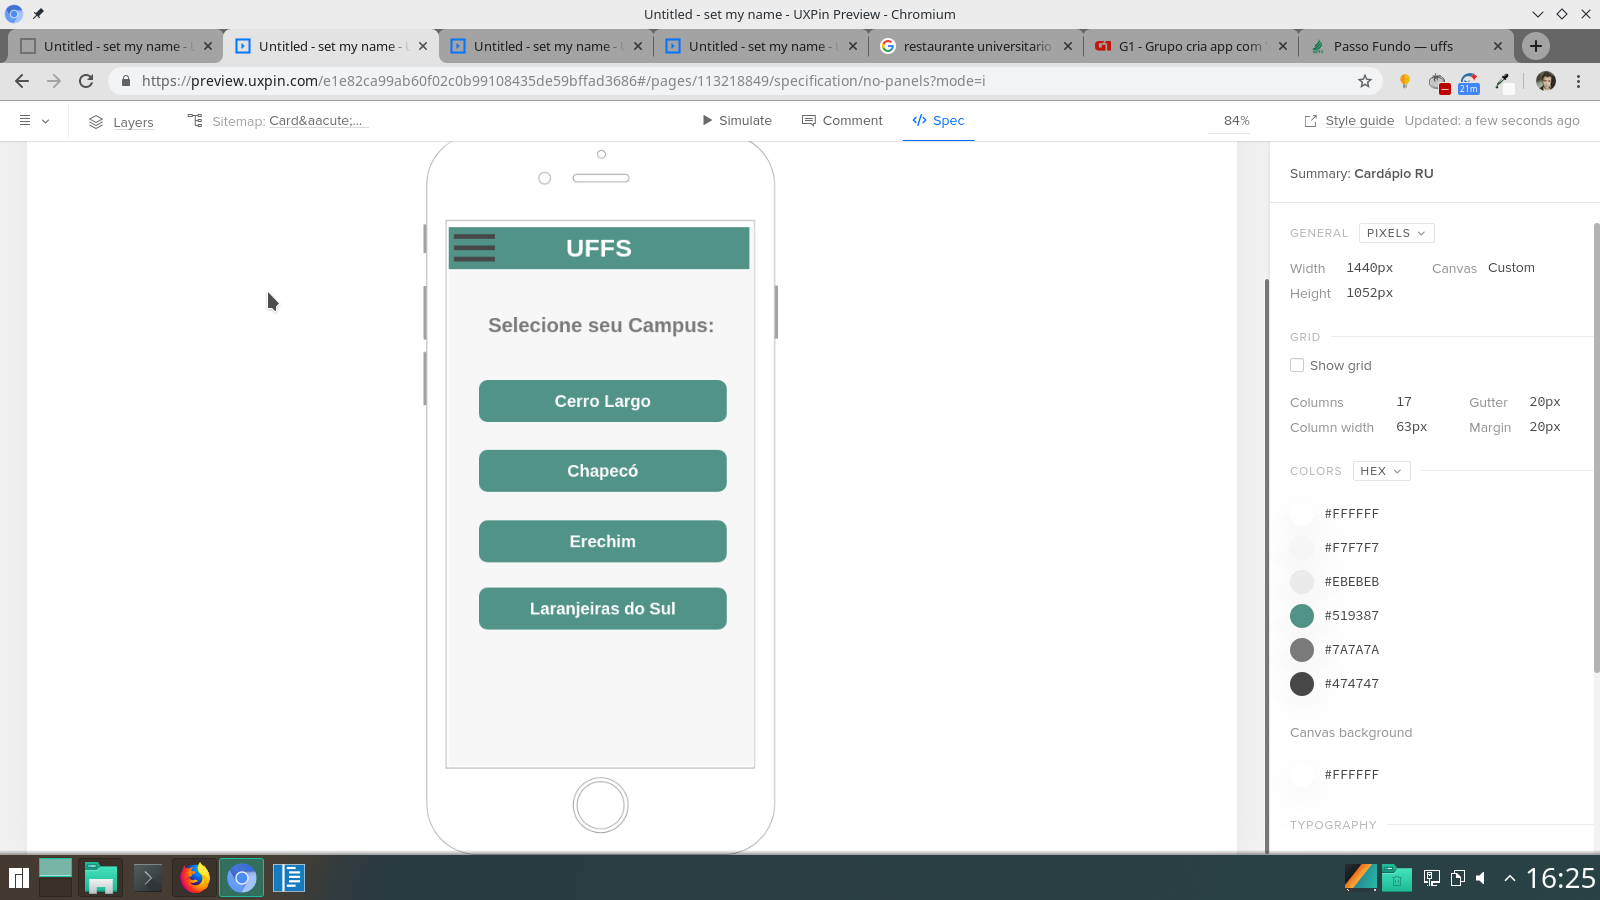 Untitled - set my name - UXPin Preview - Chromium
Untitled - set my name -
Untitled - set my name -
Untitled - set my name -
Untitled - set my name -
restaurante universitario
G1 - Grupo cria app com
Passo Fundo — uffs
https://preview.uxpin.com/e1e82ca99ab60f02c0b99108435de59bffad3686#/pages/113218849/specification/no-panels?mode=i
21m
Layers
Sitemap: Card&aacute;...
Simulate
Comment
Spec
84%
Style guide
Updated: a few seconds ago
UFFS
Selecione seu Campus:
Cerro Largo
Chapecó
Erechim
Laranjeiras do Sul
Summary: Cardápio RU
GENERAL PIXELS
Width 1440px Canvas Custom
Height 1052px
GRID
Show grid
Columns 17 Gutter 20px
Column width 63px Margin 20px
COLORS HEX
#FFFFFF
#F7F7F7
#EBEBEB
#519387
#7A7A7A
#474747
Canvas background
#FFFFFF
TYPOGRAPHY
16:25